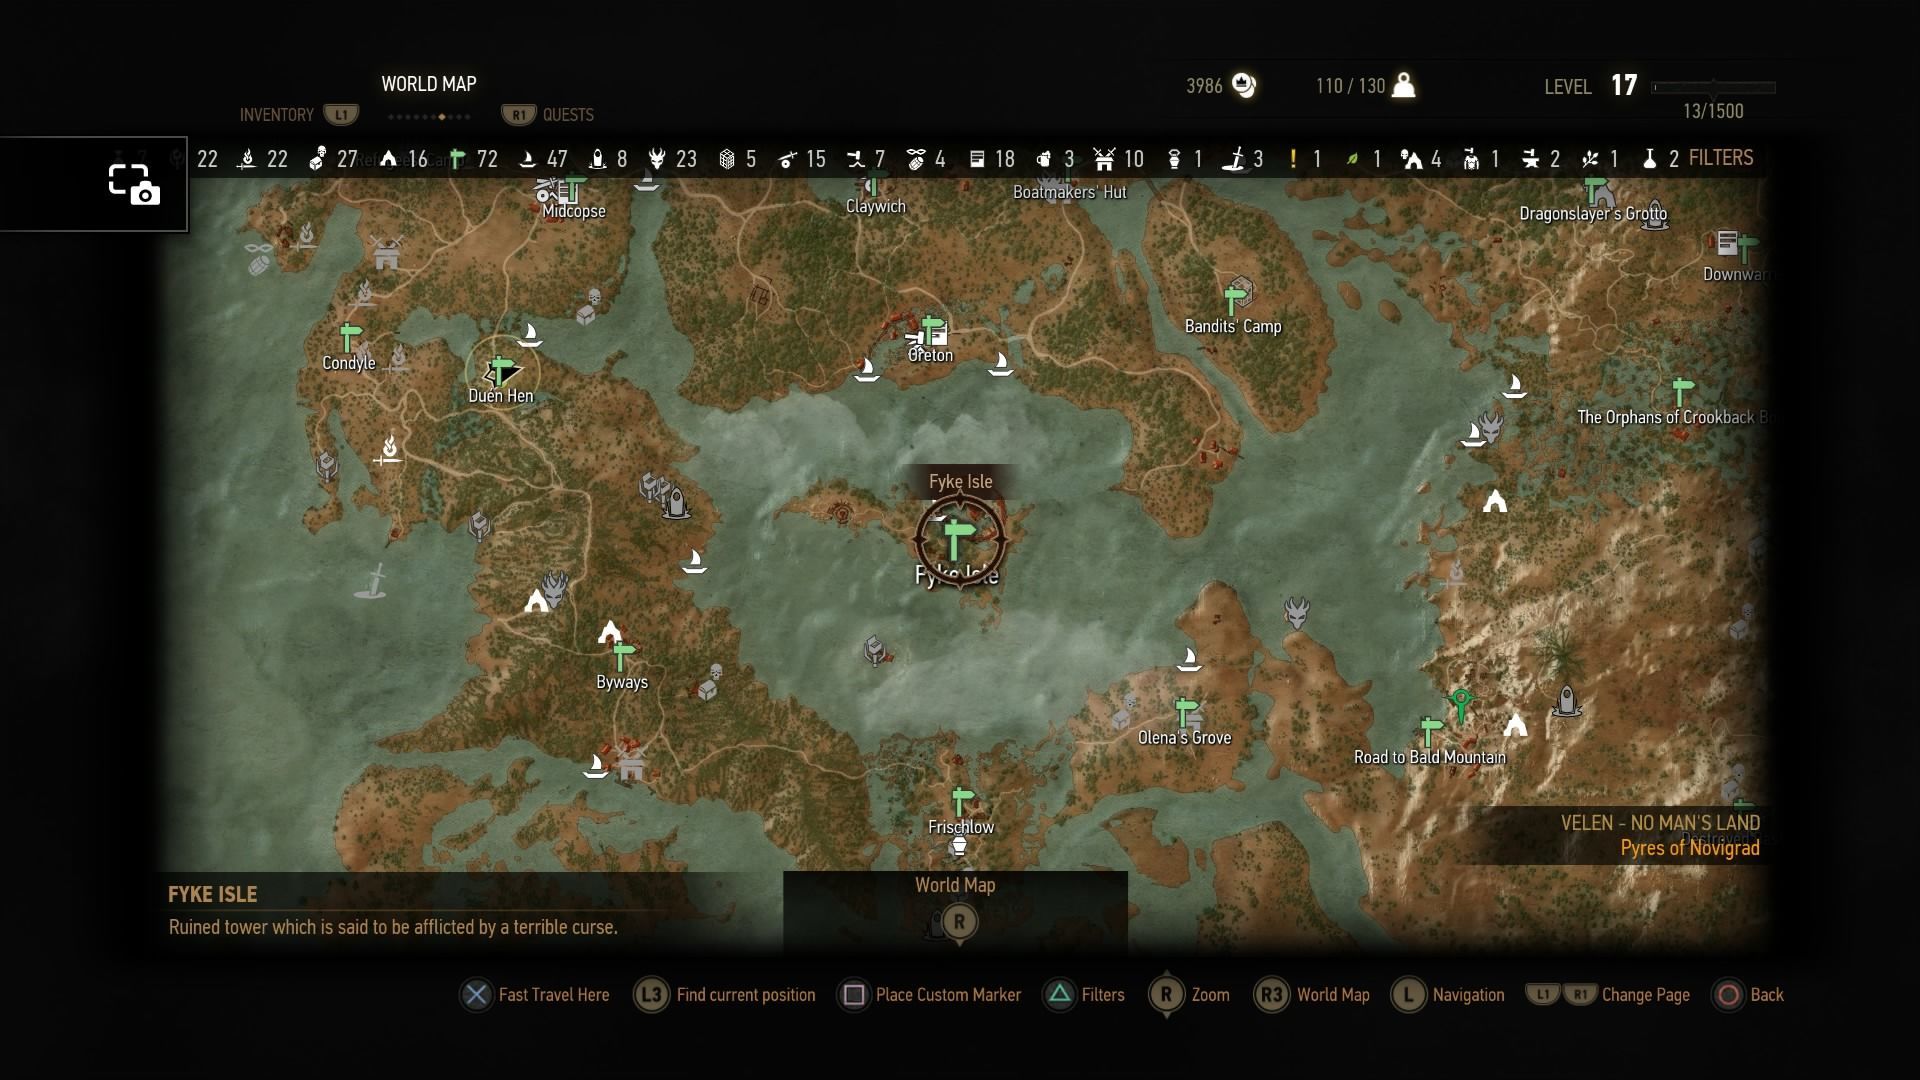 WORLD MAP
3986
110 / 130
LEVEL 17
13/1500
INVENTORY L1
R1 QUESTS
22 22 27 16 72 47 8 23 5 15 7 4 18 3 10 1 3 1 1 4 1 2 1 2 FILTERS
Midcopse
Claywich
Boatmakers' Hut
Dragonslayer's Grotto
Condyle
Duen Hen
Oreton
Bandits' Camp
The Orphans of Crookback
Fyke Isle
Fyke Isle
Byways
Olena's Grove
Road to Bald Mountain
Frischlow
VELEN - NO MAN'S LAND
Pyres of Novigrad
FYKE ISLE
Ruined tower which is said to be afflicted by a terrible curse.
World Map
R
Fast Travel Here
L3 Find current position
Place Custom Marker
Filters
R Zoom
R3 World Map
L Navigation
L1 R1 Change Page
Back